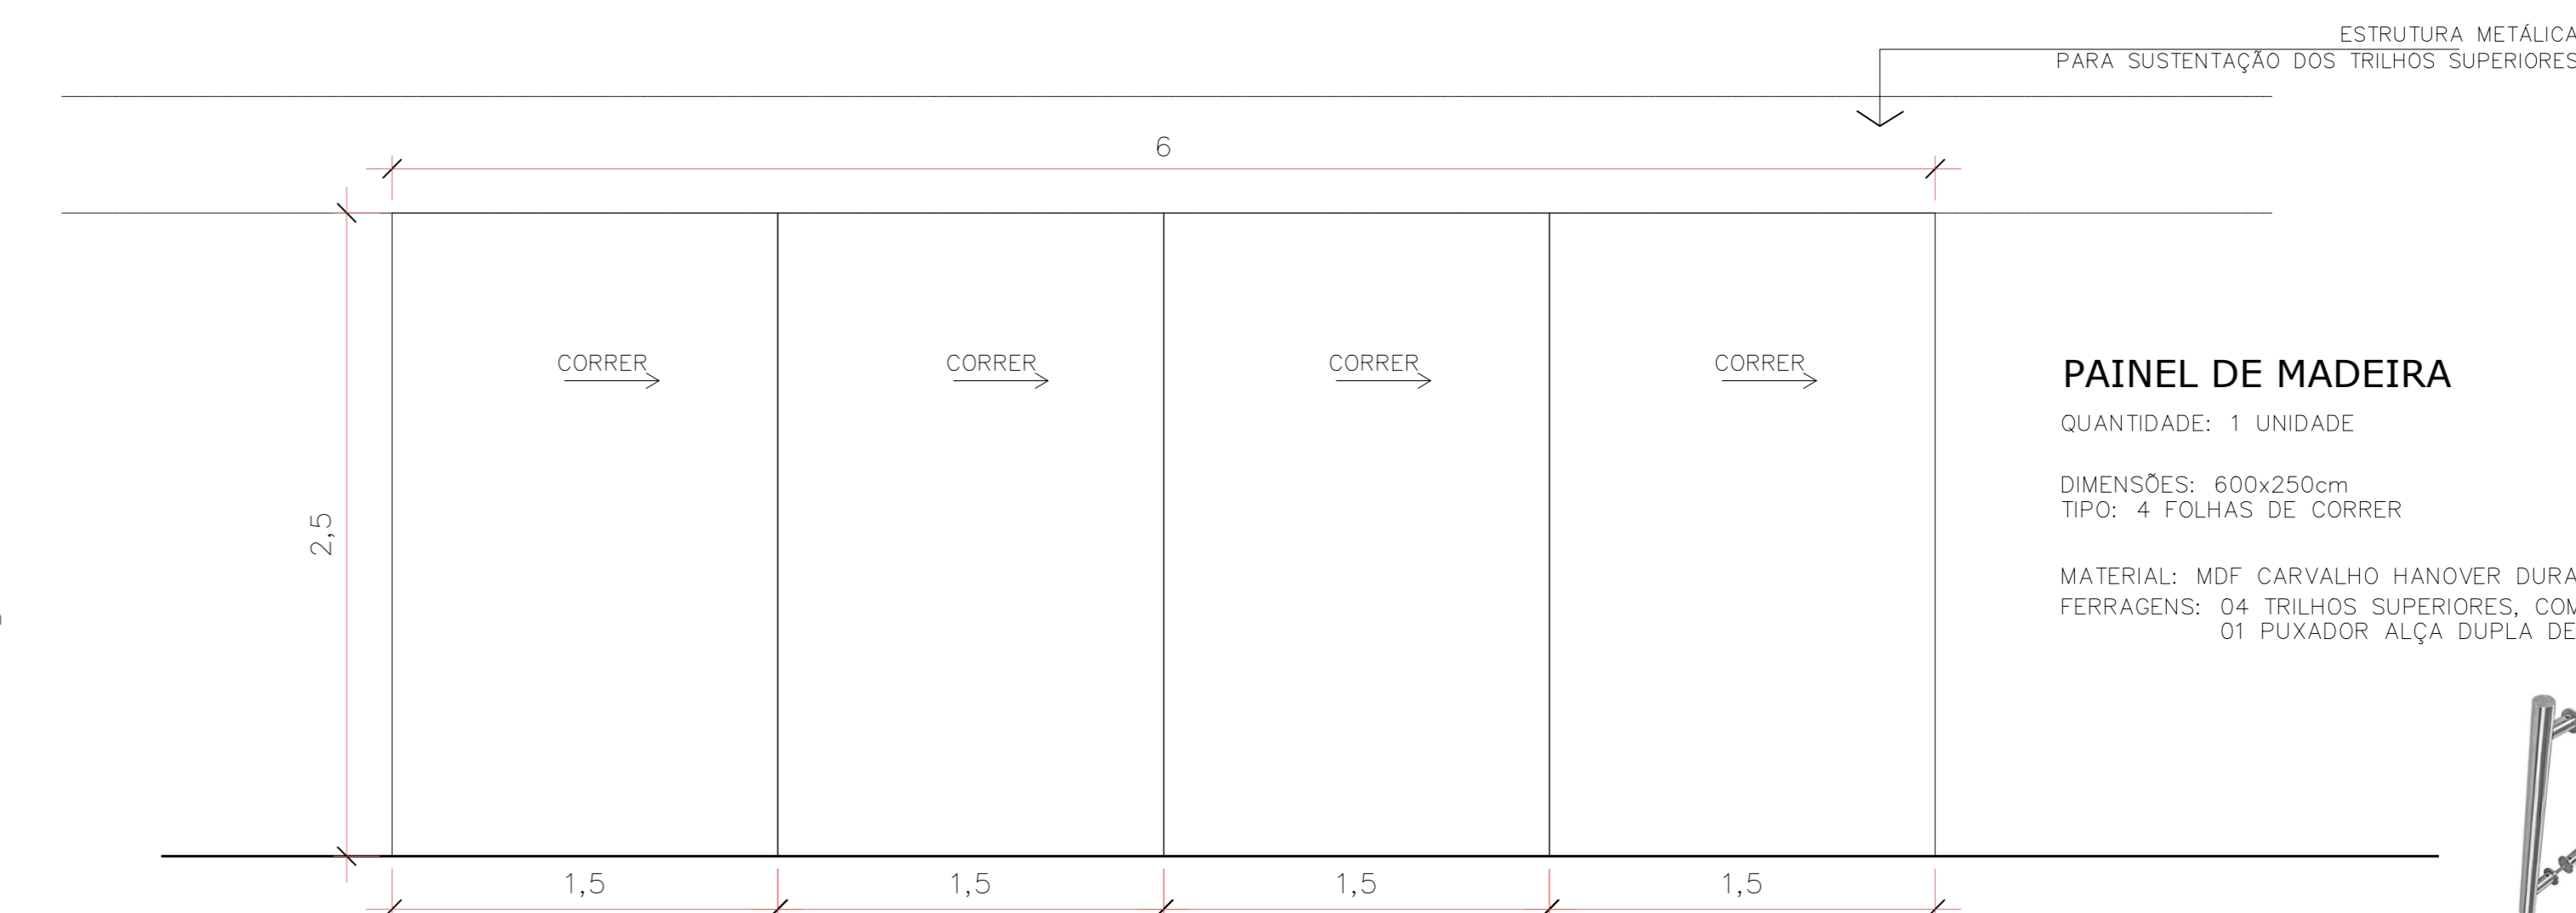 ESTRUTURA METÁLICA
PARA SUSTENTAÇÃO DOS TRILHOS SUPERIORES
6
CORRER
CORRER
CORRER
CORRER
2,5
PAINEL DE MADEIRA
QUANTIDADE: 1 UNIDADE
DIMENSÕES: 600x250cm
TIPO: 4 FOLHAS DE CORRER
MATERIAL: MDF CARVALHO HANOVER DURA
FERRAGENS: 04 TRILHOS SUPERIORES, COM
01 PUXADOR ALÇA DUPLA DE
1,5
1,5
1,5
1,5